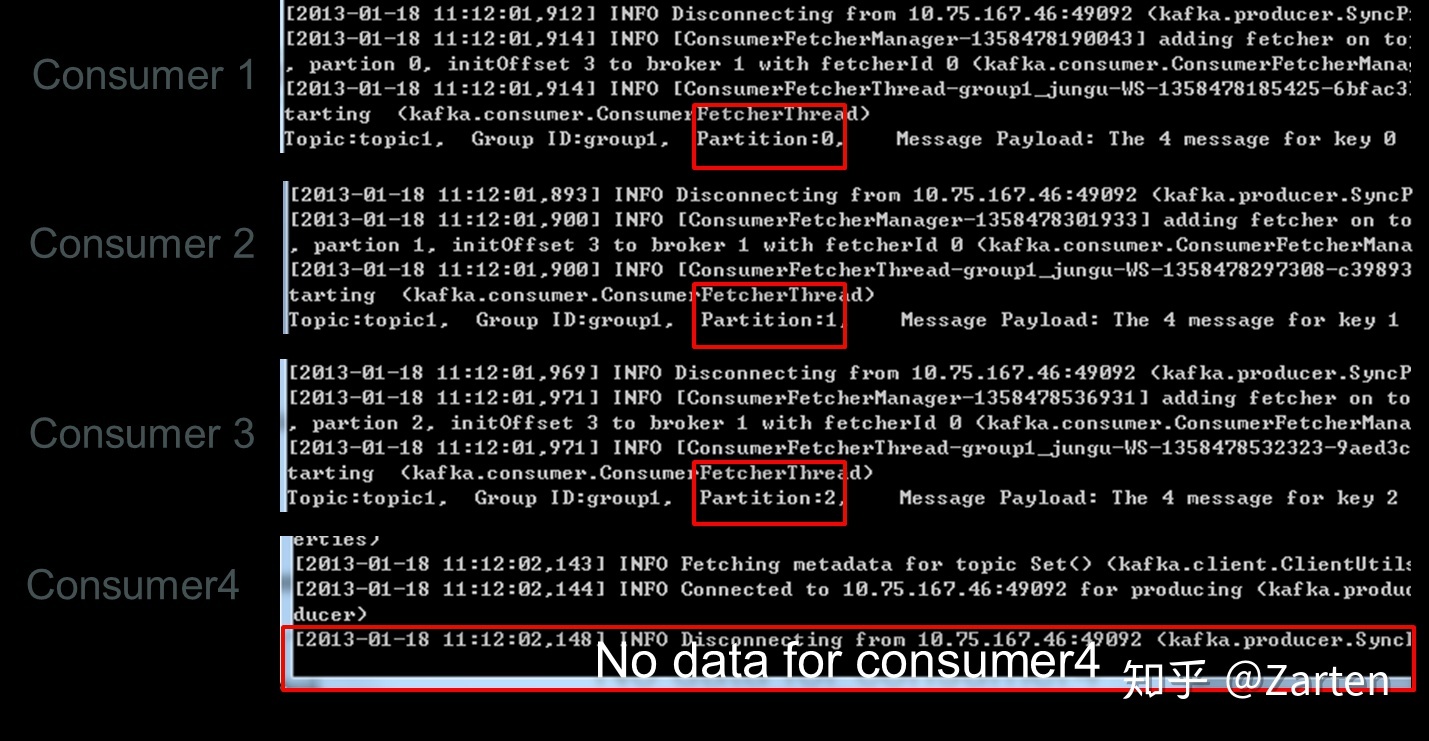 Consumer 1
[2013-01-18 11:12:01,912] INFO Disconnecting from 10.75.167.46:49092 (kafka.producer.SyncP
[2013-01-18 11:12:01,914] INFO [ConsumerFetcherManager-1358478190043] adding fetcher on to
, partion 0, initOffset 3 to broker 1 with fetcherId 0 (kafka.consumer.ConsumerFetcherMana
[2013-01-18 11:12:01,914] INFO [ConsumerFetcherThread-group1_jungu-WS-1358478185425-6bfac3
tarting (kafka.consumer.ConsumerFetcherThread)
Topic:topic1, Group ID:group1, Partition:0, Message Payload: The 4 message for key 0
Consumer 2
[2013-01-18 11:12:01,893] INFO Disconnecting from 10.75.167.46:49092 (kafka.producer.SyncP
[2013-01-18 11:12:01,900] INFO [ConsumerFetcherManager-1358478301933] adding fetcher on to
, partion 1, initOffset 3 to broker 1 with fetcherId 0 (kafka.consumer.ConsumerFetcherMana
[2013-01-18 11:12:01,900] INFO [ConsumerFetcherThread-group1_jungu-WS-1358478297308-c39893
tarting (kafka.consumer.ConsumerFetcherThread)
Topic:topic1, Group ID:group1, Partition:1, Message Payload: The 4 message for key 1
Consumer 3
[2013-01-18 11:12:01,969] INFO Disconnecting from 10.75.167.46:49092 (kafka.producer.SyncP
[2013-01-18 11:12:01,971] INFO [ConsumerFetcherManager-1358478536931] adding fetcher on to
, partion 2, initOffset 3 to broker 1 with fetcherId 0 (kafka.consumer.ConsumerFetcherMana
[2013-01-18 11:12:01,971] INFO [ConsumerFetcherThread-group1_jungu-WS-1358478532323-9aed3c
tarting (kafka.consumer.ConsumerFetcherThread)
Topic:topic1, Group ID:group1, Partition:2, Message Payload: The 4 message for key 2
Consumer4
erties)
[2013-01-18 11:12:02,143] INFO Fetching metadata for topic Set() (kafka.client.ClientUtils
[2013-01-18 11:12:02,144] INFO Connected to 10.75.167.46:49092 for producing (kafka.produc
ducer)
[2013-01-18 11:12:02,148] INFO Disconnecting from 10.75.167.46:49092 (kafka.producer.SyncP
No data for consumer4
知乎 @Zarten